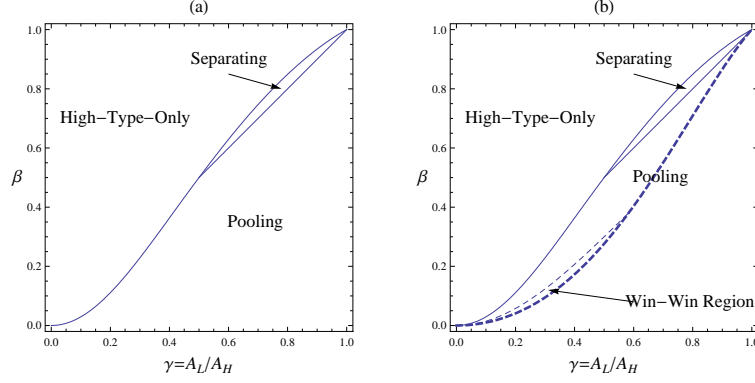 (a)
1.0
0.8
0.6
0.4
0.2
0.0
β
Separating
High−Type−Only
Pooling
0.0 0.2 0.4 0.6 0.8 1.0
γ=A_L/A_H
(b)
1.0
0.8
0.6
0.4
0.2
0.0
β
Separating
High−Type−Only
Pooling
Win−Win Region
0.0 0.2 0.4 0.6 0.8 1.0
γ=A_L/A_H